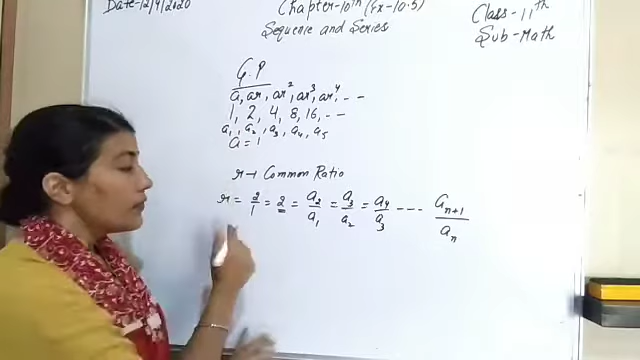 Date-12/4/2020
Chapter-10th (Ex-10.5)
Class-11th
Sequence and Series
Sub-Math
G.P
a, ar, ar², ar³, ar⁴, - -
1, 2, 4, 8, 16, - --
a₁, a₂, a₃, a₄, a₅
a = 1
r → Common Ratio
r = 2/1 = 2 = a₂/a₁ = a₃/a₂ = a₄/a₃ ---- aₙ₊₁/aₙ